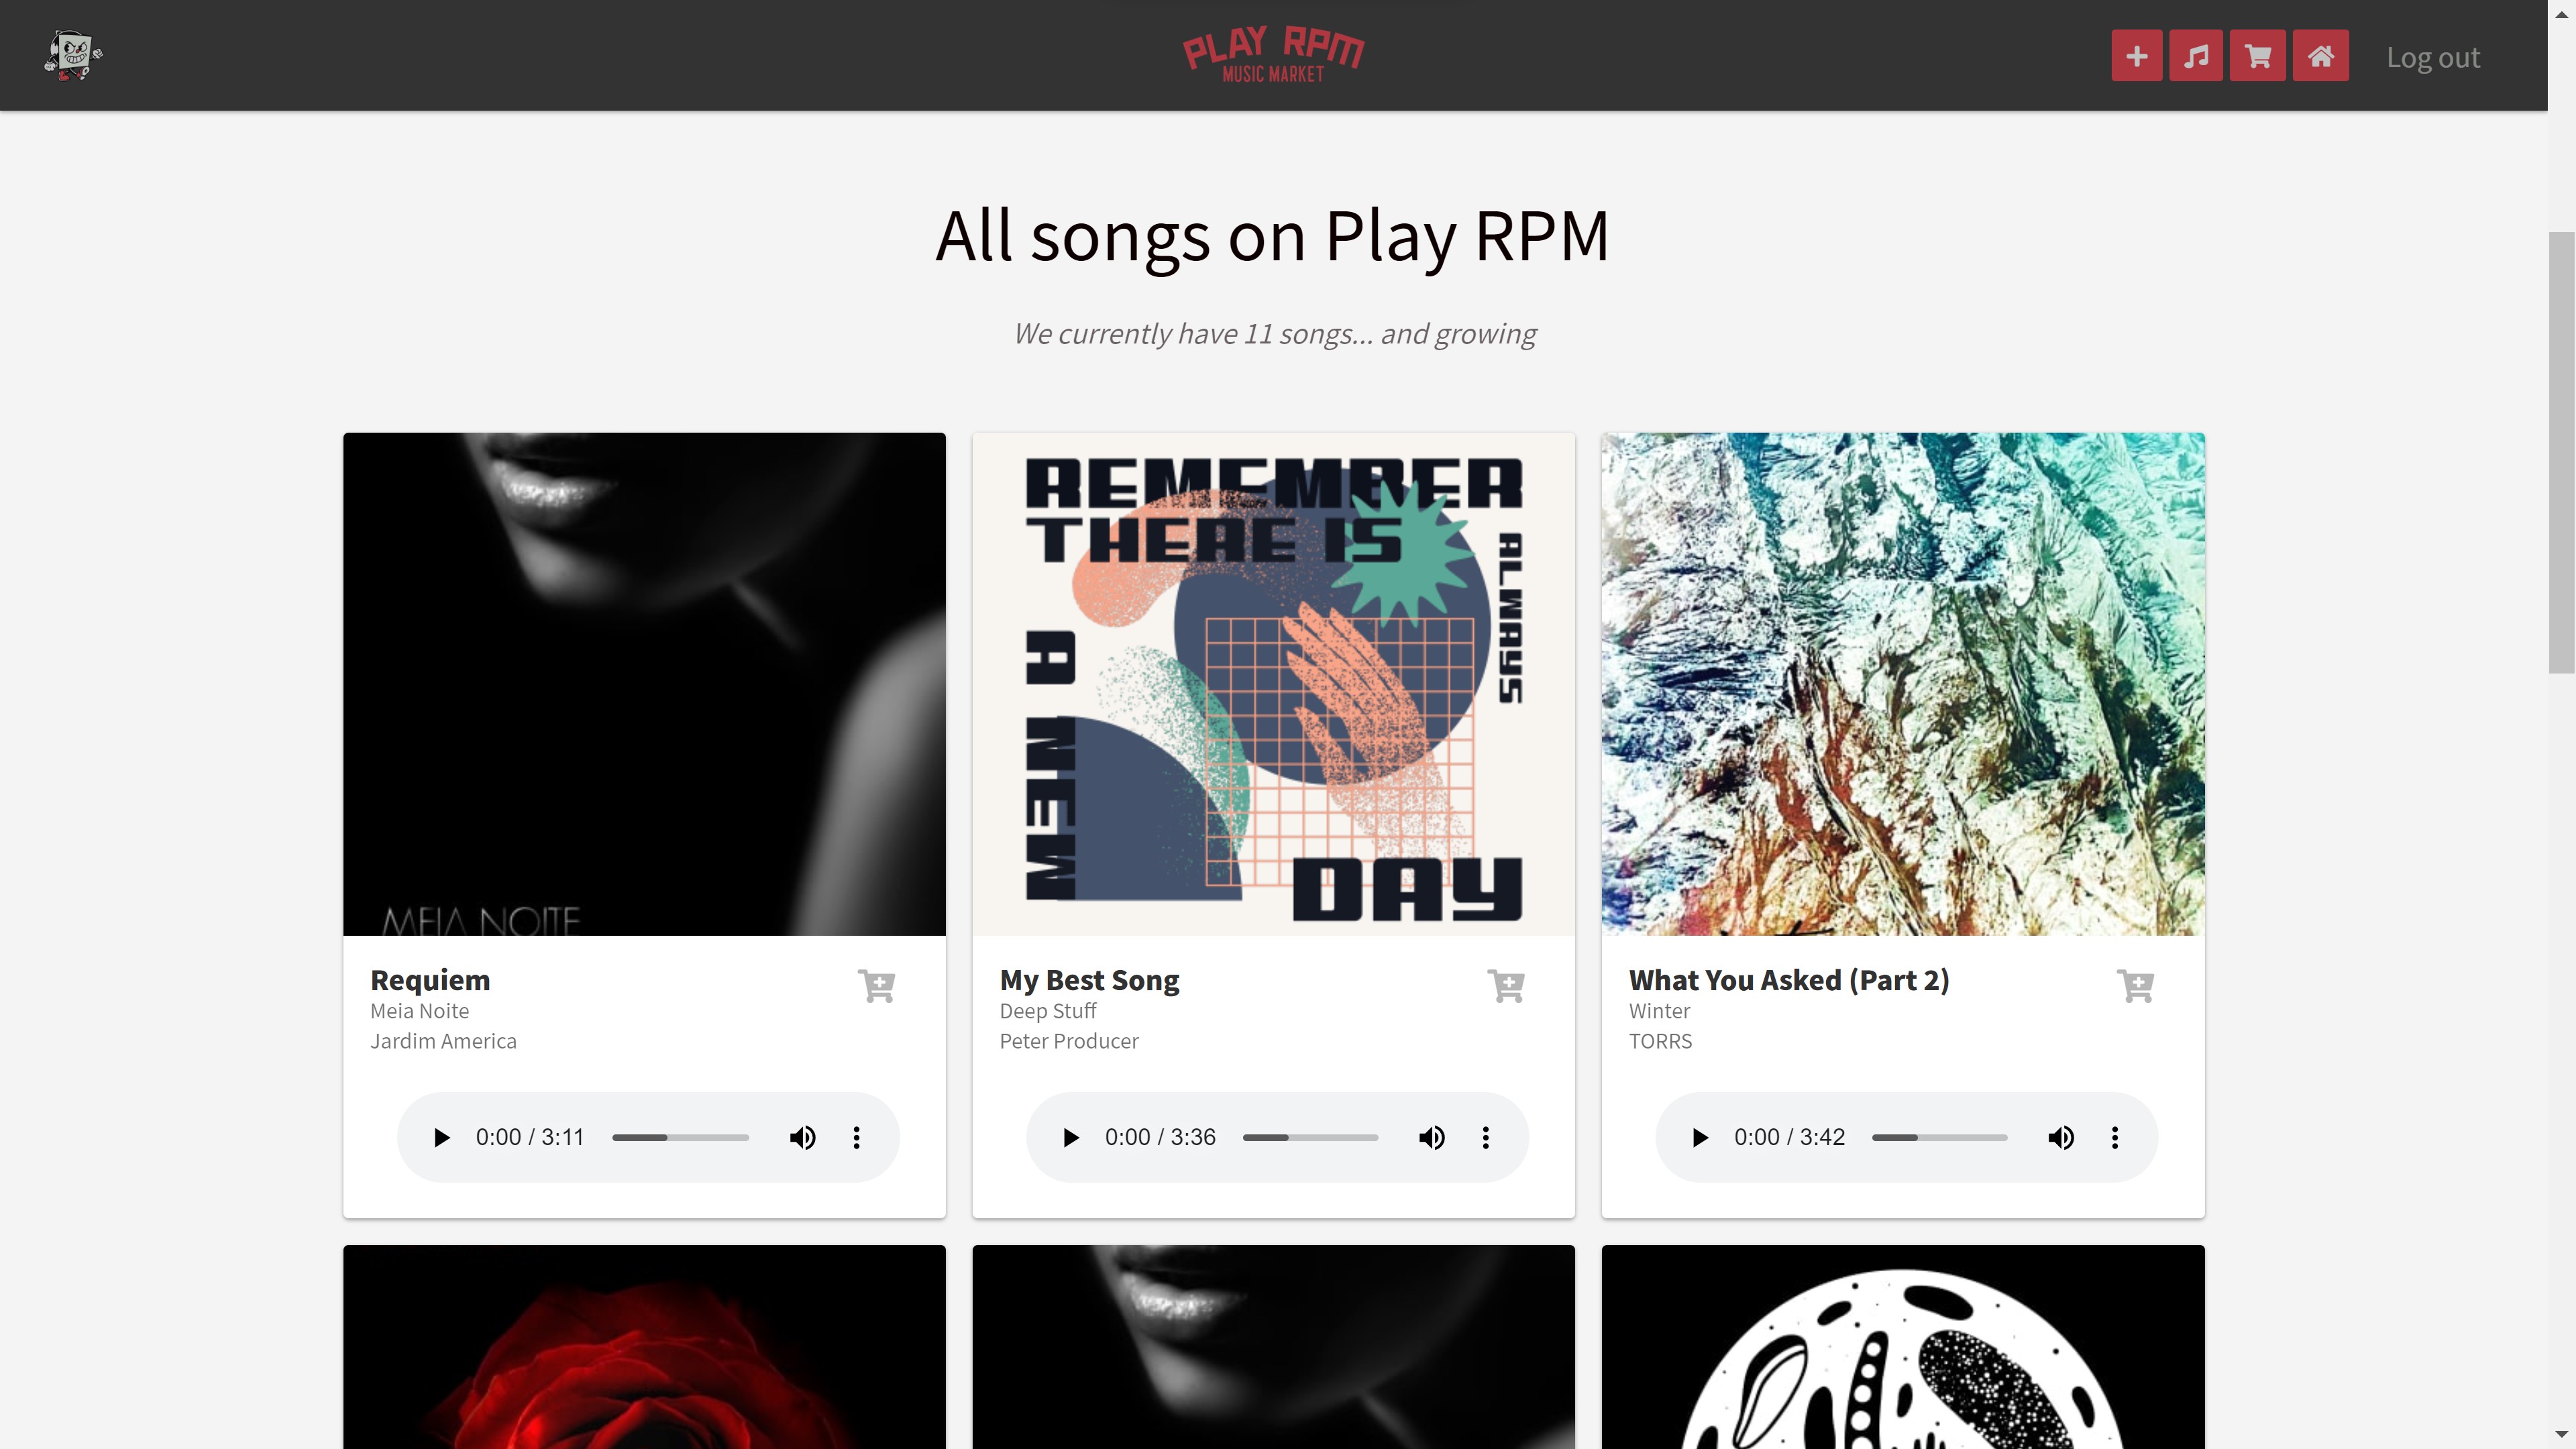 PLAY RPM
MUSIC MARKET
Log out
All songs on Play RPM
We currently have 11 songs... and growing
MEIA NOITE
REMEMBER
THERE IS
ALWAYS
A
NEW
DAY
Requiem
Meia Noite
Jardim America
0:00 / 3:11
My Best Song
Deep Stuff
Peter Producer
0:00 / 3:36
What You Asked (Part 2)
Winter
TORRS
0:00 / 3:42